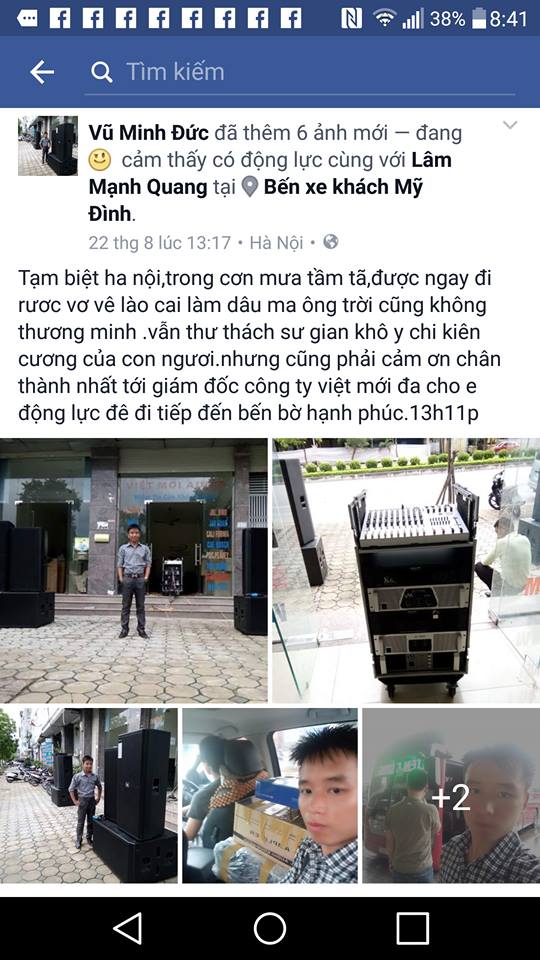 38% 8:41
Tìm kiếm
Vũ Minh Đức đã thêm 6 ảnh mới — đang
cảm thấy có động lực cùng với Lâm
Mạnh Quang tại Bến xe khách Mỹ
Đình.
22 thg 8 lúc 13:17 • Hà Nội •
Tạm biệt ha nội,trong cơn mưa tầm tã,được ngay đi
rươc vơ vê lào cai làm dâu ma ông trời cũng không
thương minh .vẫn thư thách sư gian khô y chi kiên
cương của con ngươi.nhưng cũng phải cảm ơn chân
thành nhất tới giám đốc công ty việt mới đa cho e
động lực đê đi tiếp đến bến bờ hạnh phúc.13h11p
VIỆT MỚI AUDIO
+2